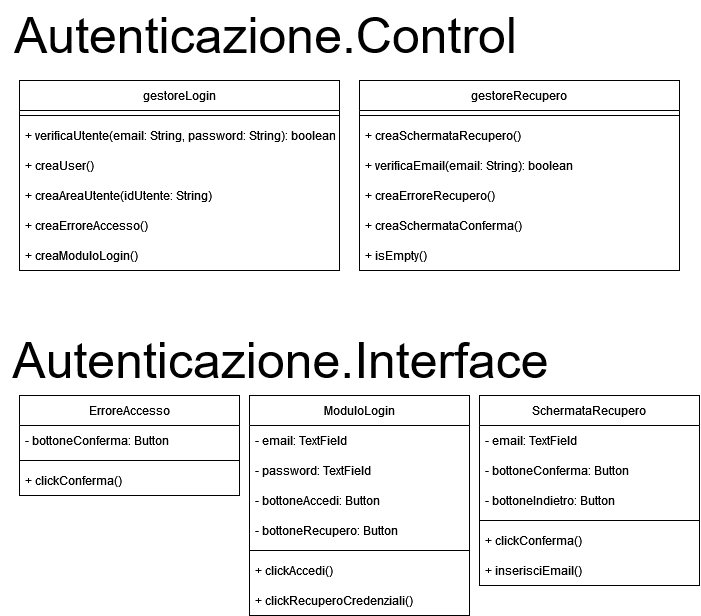 Autenticazione.Control
gestoreLogin
+ verificaUtente(email: String, password: String): boolean
+ creaUser()
+ creaAreaUtente(idUtente: String)
+ creaErroreAccesso()
+ creaModuloLogin()
gestoreRecupero
+ creaSchermataRecupero()
+ verificaEmail(email: String): boolean
+ creaErroreRecupero()
+ creaSchermataConferma()
+ isEmpty()
Autenticazione.Interface
ErroreAccesso
- bottoneConferma: Button
+ clickConferma()
ModuloLogin
- email: TextField
- password: TextField
- bottoneAccedi: Button
- bottoneRecupero: Button
+ clickAccedi()
+ clickRecuperoCredenziali()
SchermataRecupero
- email: TextField
- bottoneConferma: Button
- bottoneIndietro: Button
+ clickConferma()
+ inserisciEmail()